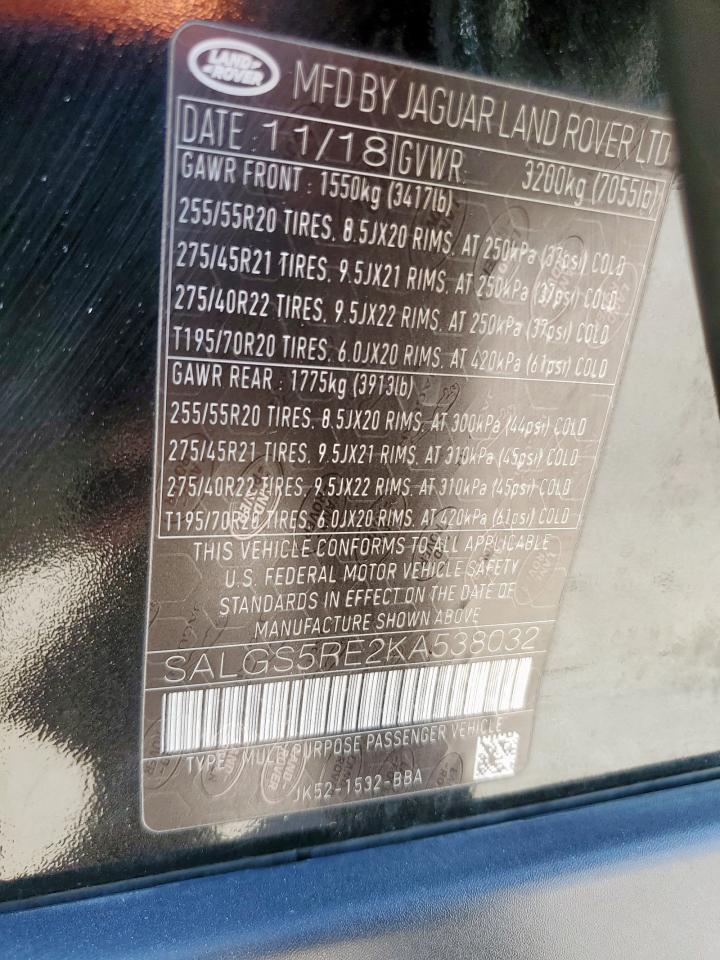 LAND ROVER
MFD BY JAGUAR LAND ROVER LTD
DATE : 11/18 GVWR: 3200kg (7055lb)
GAWR FRONT : 1550kg (3417lb)
255/55R20 TIRES, 8.5JX20 RIMS, AT 250kPa (37psi) COLD
275/45R21 TIRES, 9.5JX21 RIMS, AT 250kPa (37psi) COLD
275/40R22 TIRES, 9.5JX22 RIMS, AT 250kPa (37psi) COLD
T195/70R20 TIRES, 6.0JX20 RIMS, AT 420kPa (61psi) COLD
GAWR REAR : 1775kg (3913lb)
255/55R20 TIRES, 8.5JX20 RIMS, AT 300kPa (44psi) COLD
275/45R21 TIRES, 9.5JX21 RIMS, AT 310kPa (45psi) COLD
275/40R22 TIRES, 9.5JX22 RIMS, AT 310kPa (45psi) COLD
T195/70R20 TIRES, 6.0JX20 RIMS, AT 420kPa (61psi) COLD
THIS VEHICLE CONFORMS TO ALL APPLICABLE
U.S. FEDERAL MOTOR VEHICLE SAFETY
STANDARDS IN EFFECT ON THE DATE OF
MANUFACTURE SHOWN ABOVE
SALGS5RE2KA538032
TYPE: MULTI PURPOSE PASSENGER VEHICLE
JK52-1532-BBA